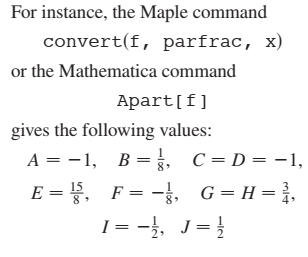 For instance, the Maple command
convert(f, parfrac, x)
or the Mathematica command
Apart[f]
gives the following values:
A = −1, B = 1/8, C = D = −1,
E = 15/8, F = −1/8, G = H = 3/4,
I = −1/2, J = 1/2